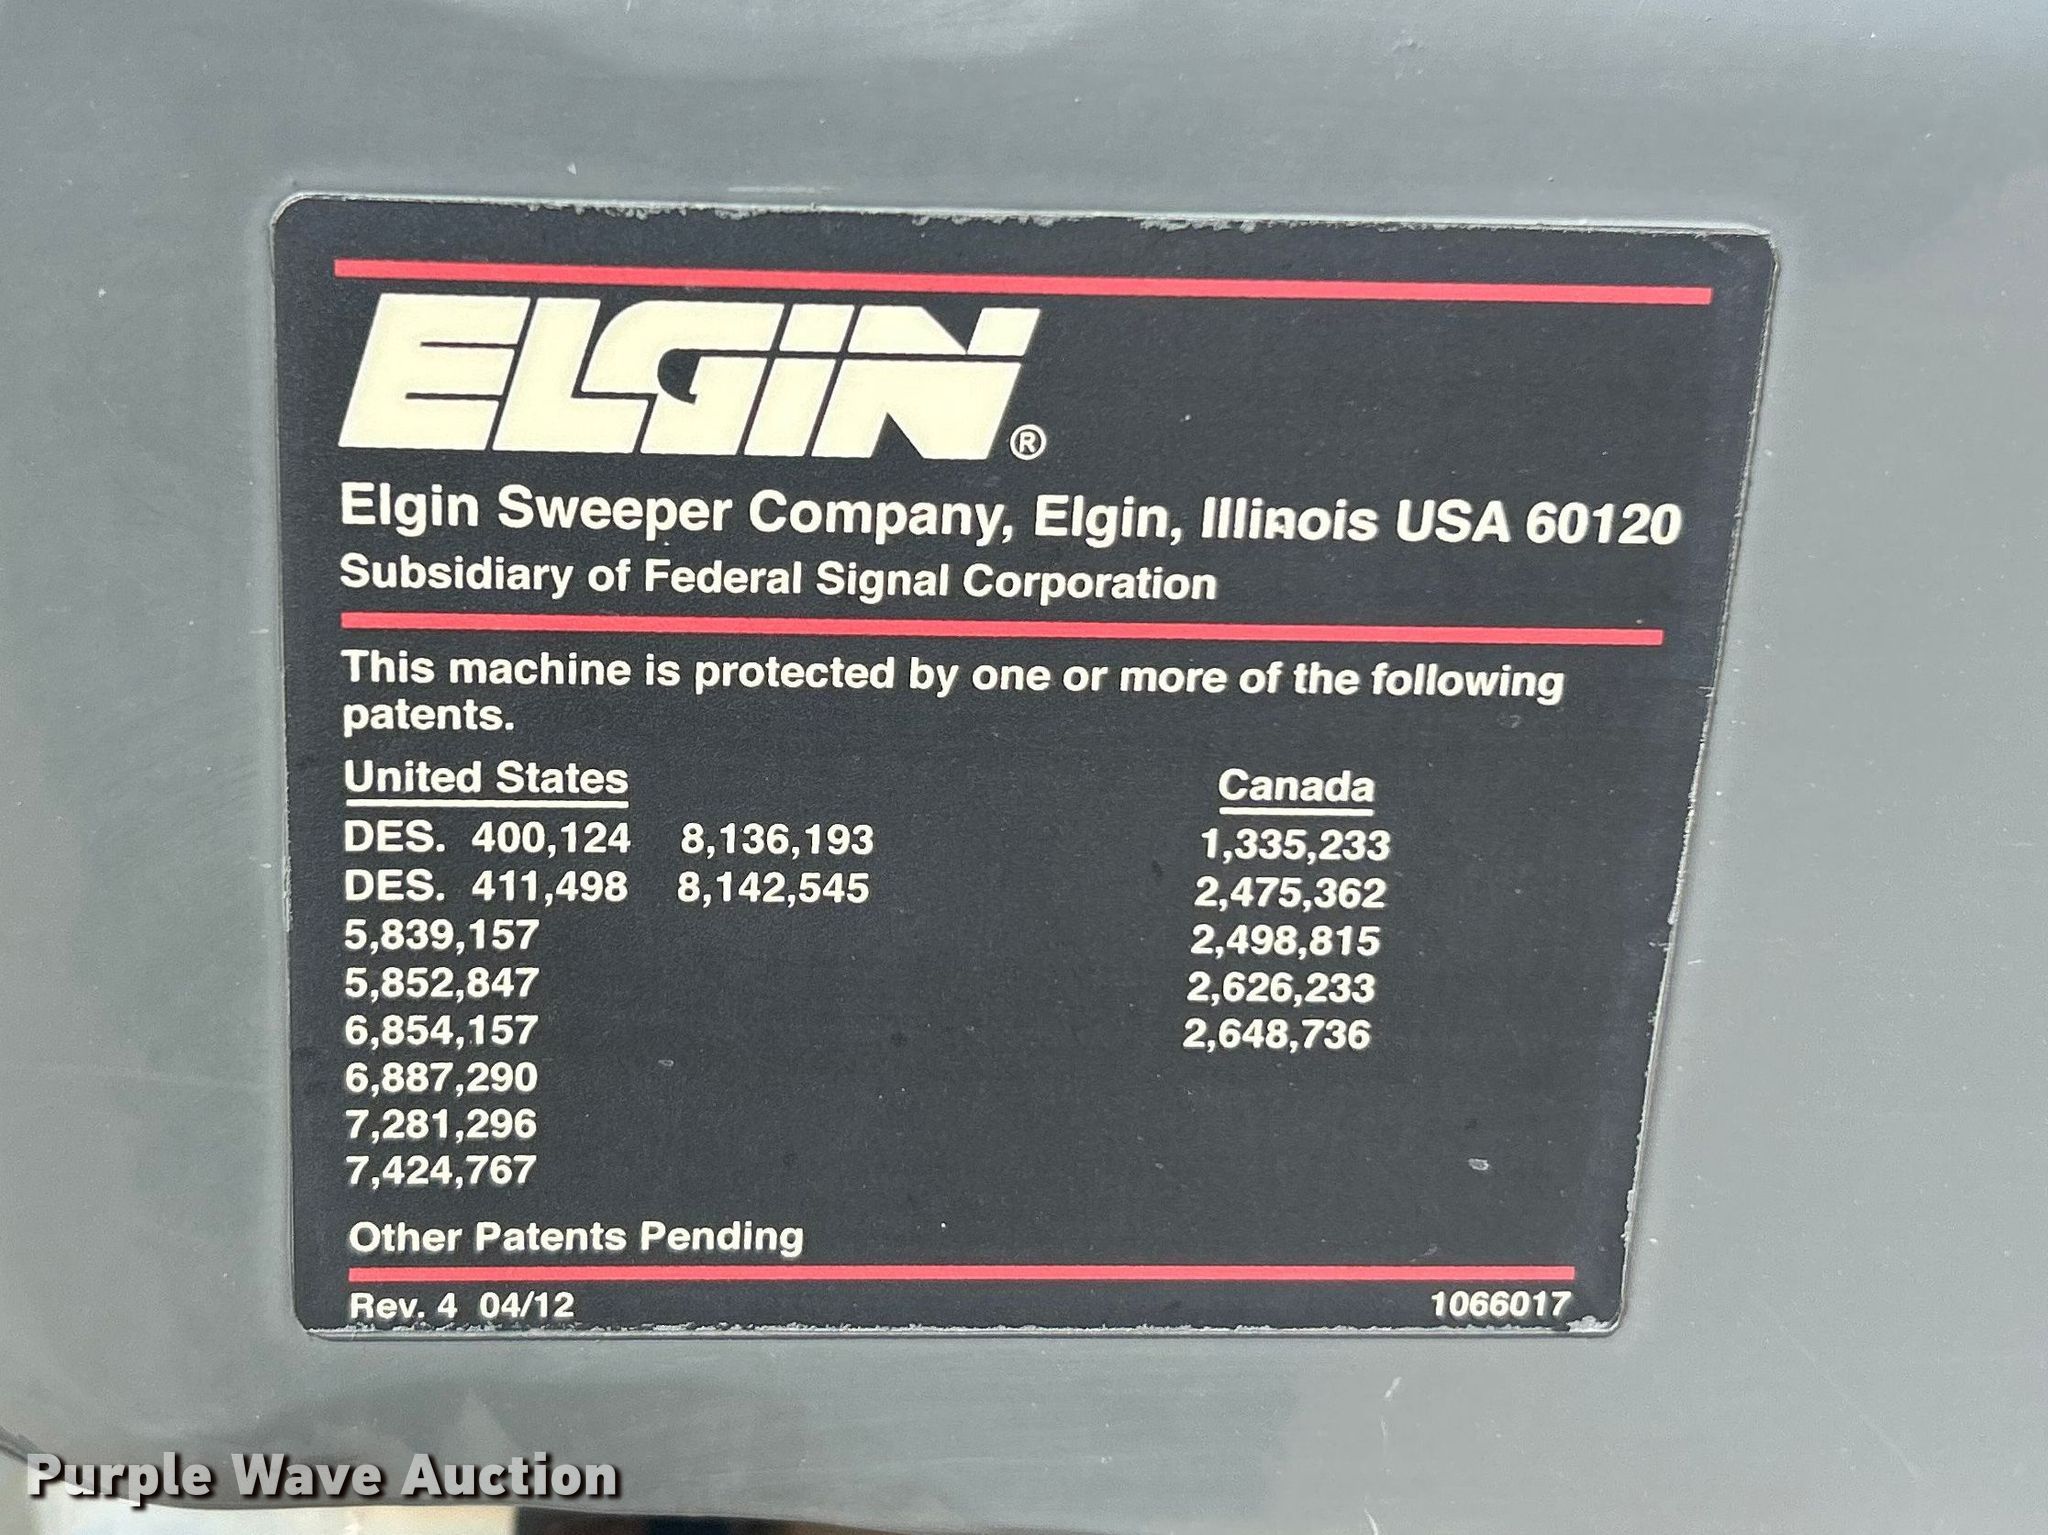 ELGIN®
Elgin Sweeper Company, Elgin, Illinois USA 60120
Subsidiary of Federal Signal Corporation
This machine is protected by one or more of the following
patents.
United States Canada
DES. 400,124 8,136,193 1,335,233
DES. 411,498 8,142,545 2,475,362
5,839,157 2,498,815
5,852,847 2,626,233
6,854,157 2,648,736
6,887,290
7,281,296
7,424,767
Other Patents Pending
Rev. 4 04/12 1066017
Purple Wave Auction